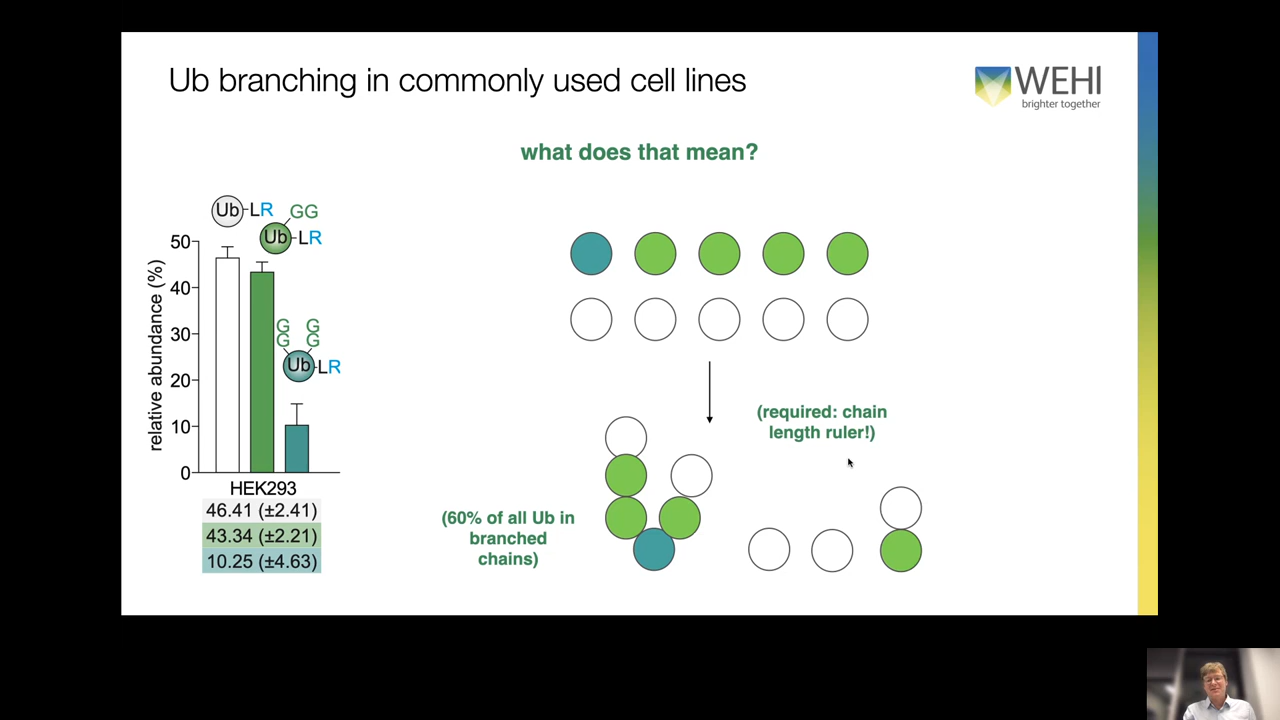 Ub branching in commonly used cell lines
WEHI
brighter together
what does that mean?
Ub-LR
GG
Ub-LR
G G
G G
Ub-LR
relative abundance (%)
50
40
30
20
10
0
HEK293
46.41 (±2.41)
43.34 (±2.21)
10.25 (±4.63)
(required: chain
length ruler!)
(60% of all Ub in
branched
chains)